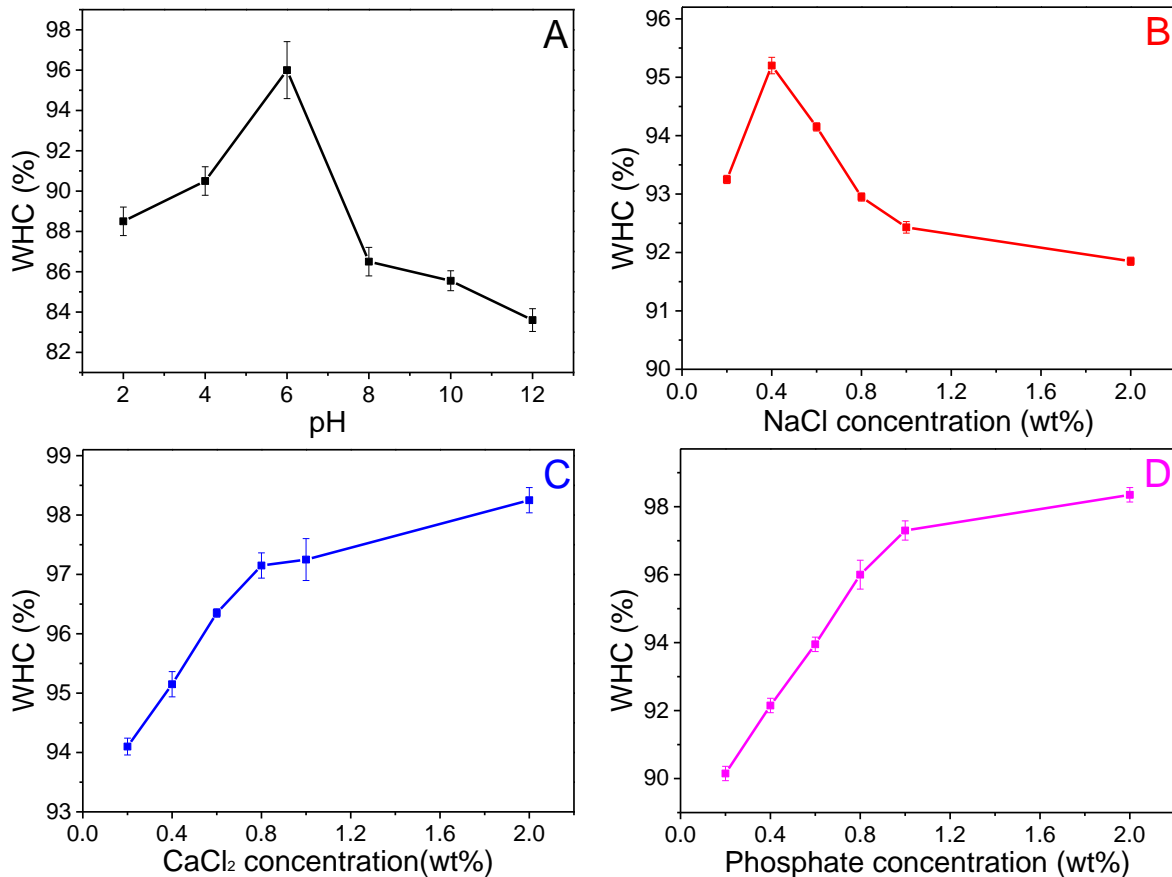 A
WHC (%)
98
96
94
92
90
88
86
84
82
2 4 6 8 10 12
pH
B
WHC (%)
96
95
94
93
92
91
90
0.0 0.4 0.8 1.2 1.6 2.0
NaCl concentration (wt%)
C
WHC (%)
99
98
97
96
95
94
93
0.0 0.4 0.8 1.2 1.6 2.0
CaCl₂ concentration(wt%)
D
WHC (%)
98
96
94
92
90
0.0 0.4 0.8 1.2 1.6 2.0
Phosphate concentration (wt%)